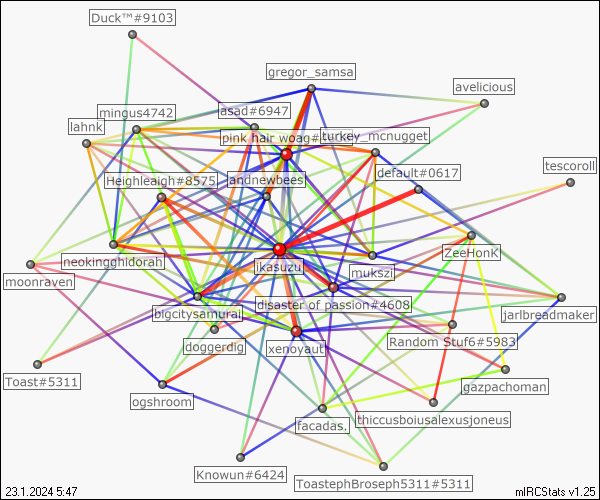 Duck™#9103
gregor_samsa
avelicious
mingus4742
asad#6947
lahnk
pink hair woag#
turkey_mcnugget
tescoroll
default#0617
Heighleaigh#8575
andnewbees
ZeeHonK
neokingghidorah
ikasuzu
mukszi
moonraven
disaster of passion#4608
bigcitysamurai
jarlbreadmaker
doggerdig
xenoyaut
Random Stuf6#5983
Toast#5311
gazpachoman
ogshroom
facadas.
thiccusboiusalexusjoneus
Knowun#6424
ToastephBroseph5311#5311
23.1.2024 5:47
mIRCStats v1.25